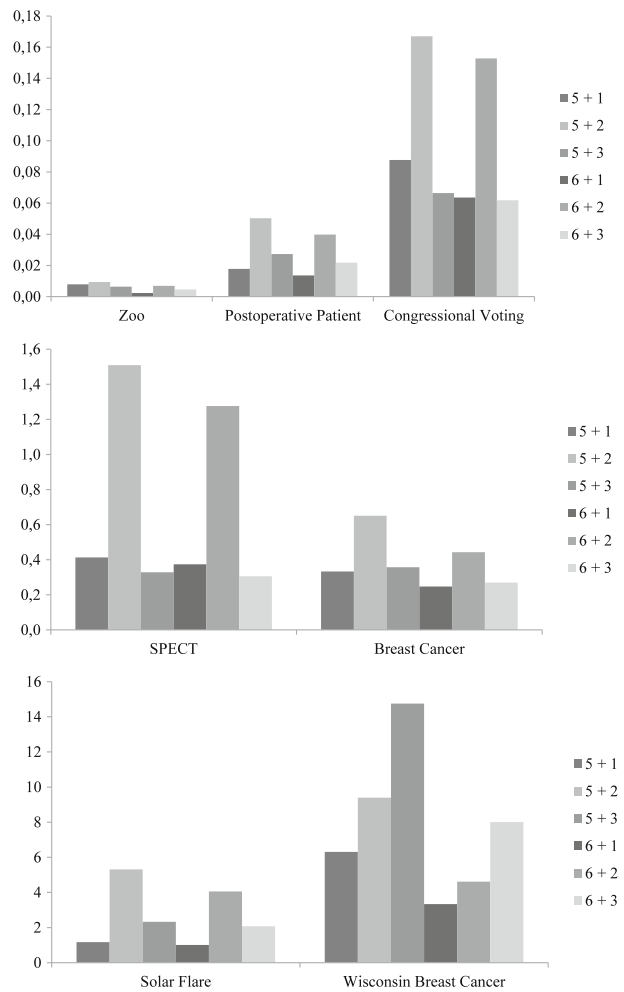 0,18
0,16
0,14
0,12
0,10
0,08
0,06
0,04
0,02
0,00
Zoo Postoperative Patient Congressional Voting
5 + 1
5 + 2
5 + 3
6 + 1
6 + 2
6 + 3
1,6
1,4
1,2
1,0
0,8
0,6
0,4
0,2
0,0
SPECT Breast Cancer
5 + 1
5 + 2
5 + 3
6 + 1
6 + 2
6 + 3
16
14
12
10
8
6
4
2
0
Solar Flare Wisconsin Breast Cancer
5 + 1
5 + 2
5 + 3
6 + 1
6 + 2
6 + 3